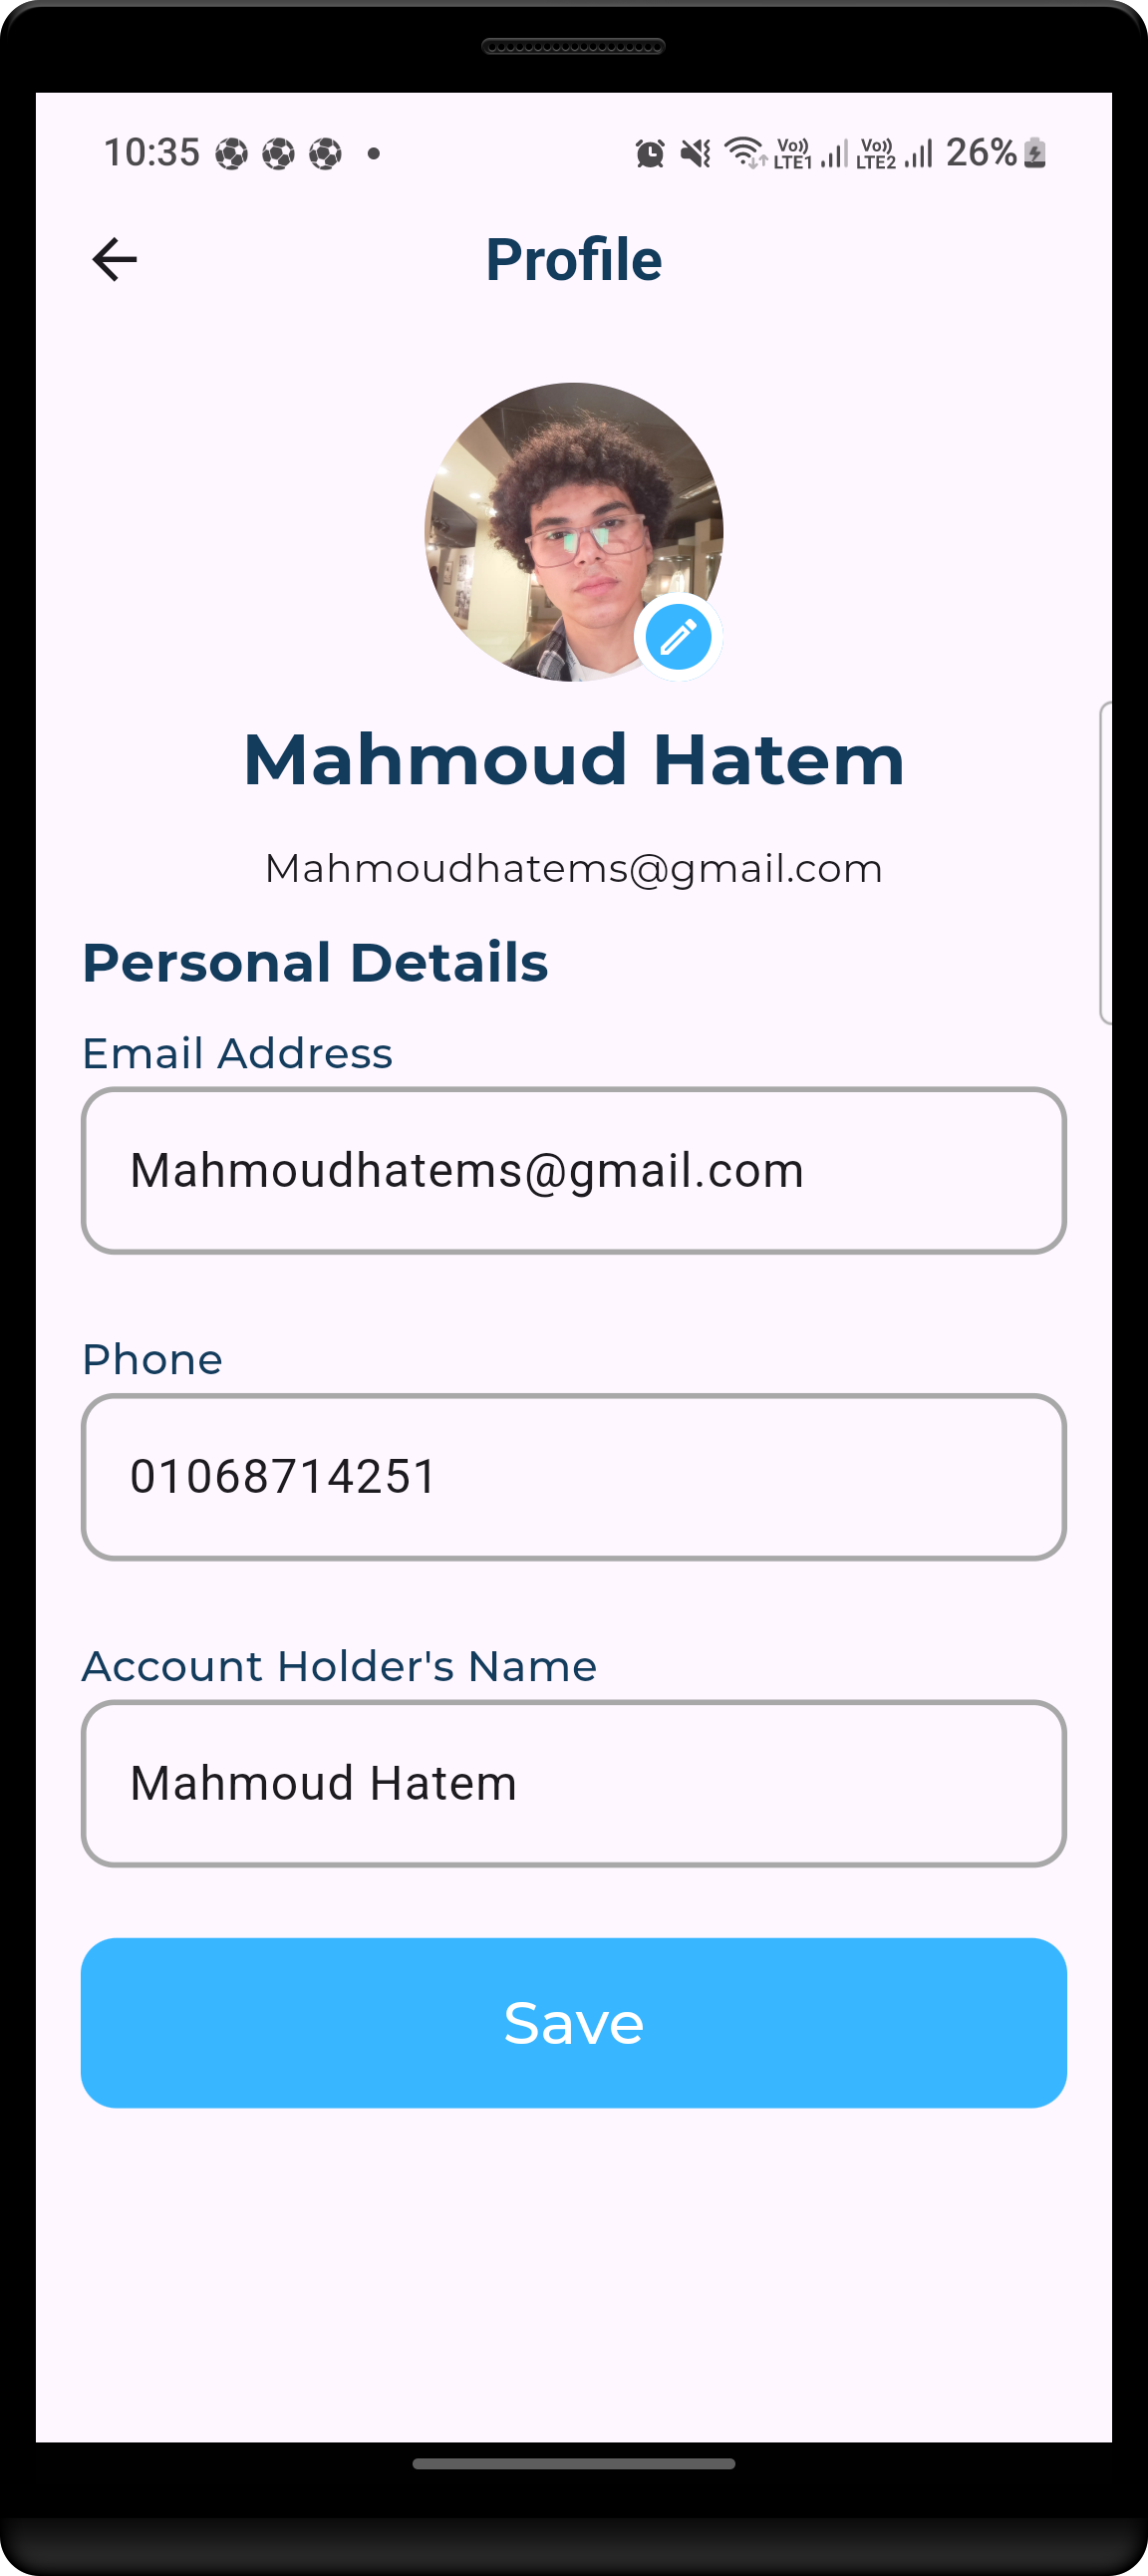 10:35 Vo)) LTE1 Vo)) LTE2 26%
Profile
Mahmoud Hatem
Mahmoudhatems@gmail.com
Personal Details
Email Address
Mahmoudhatems@gmail.com
Phone
01068714251
Account Holder's Name
Mahmoud Hatem
Save